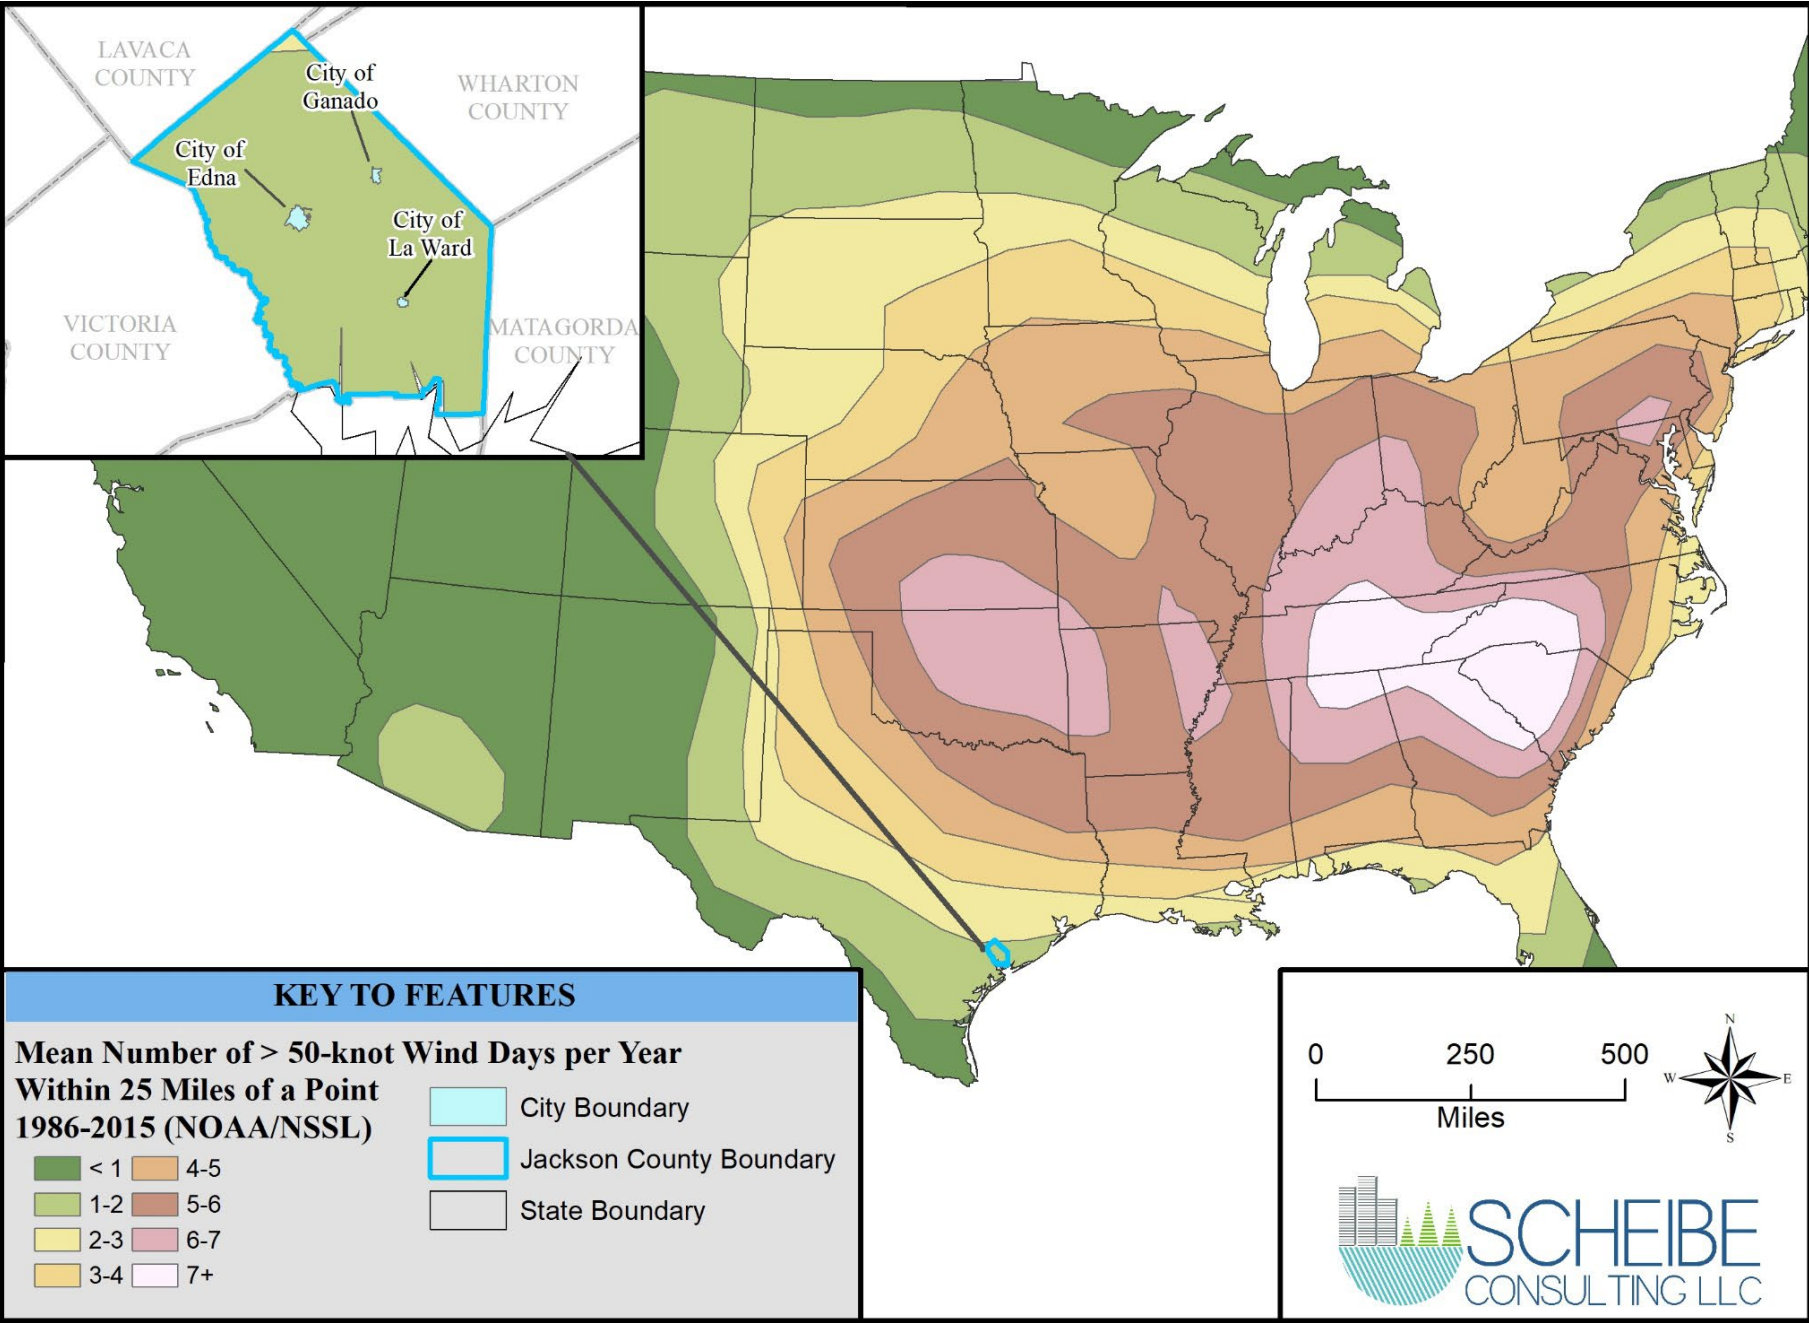 LAVACA
COUNTY
City of
Ganado
WHARTON
COUNTY
City of
Edna
City of
La Ward
VICTORIA
COUNTY
MATAGORDA
COUNTY
KEY TO FEATURES
Mean Number of > 50-knot Wind Days per Year
Within 25 Miles of a Point
1986-2015 (NOAA/NSSL)
< 1
1-2
2-3
3-4
4-5
5-6
6-7
7+
City Boundary
Jackson County Boundary
State Boundary
0 250 500
Miles
N
W E
S
SCHEIBE
CONSULTING LLC